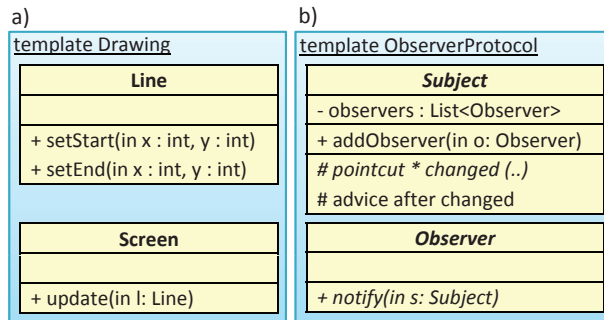 a)
template Drawing
Line
+ setStart(in x : int, y : int)
+ setEnd(in x : int, y : int)
Screen
+ update(in l: Line)
b)
template ObserverProtocol
Subject
- observers : List<Observer>
+ addObserver(in o: Observer)
# pointcut * changed (..)
# advice after changed
Observer
+ notify(in s: Subject)